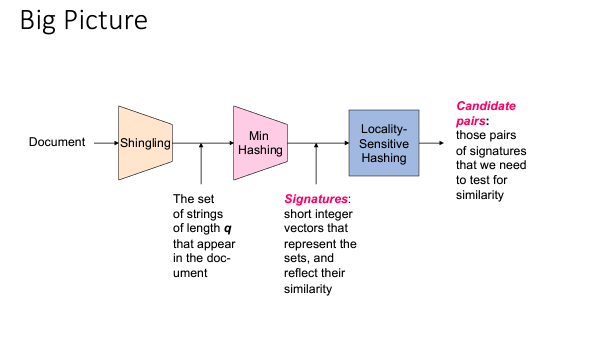 Big Picture
Document
Shingling
Min
Hashing
Locality-
Sensitive
Hashing
Candidate
pairs:
those pairs
of signatures
that we need
to test for
similarity
The set
of strings
of length q
that appear
in the doc-
ument
Signatures:
short integer
vectors that
represent the
sets, and
reflect their
similarity